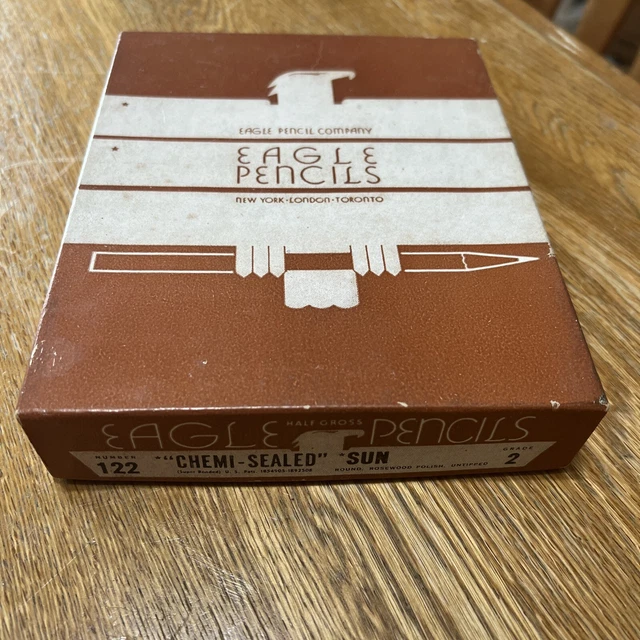 EAGLE PENCIL COMPANY
EAGLE
PENCILS
NEW YORK·LONDON·TORONTO
HALF GROSS
EAGLE PENCILS
NUMBER
122
*"CHEMI-SEALED" *SUN
ROUND, ROSEWOOD POLISH, UNTIPPED
GRADE
2